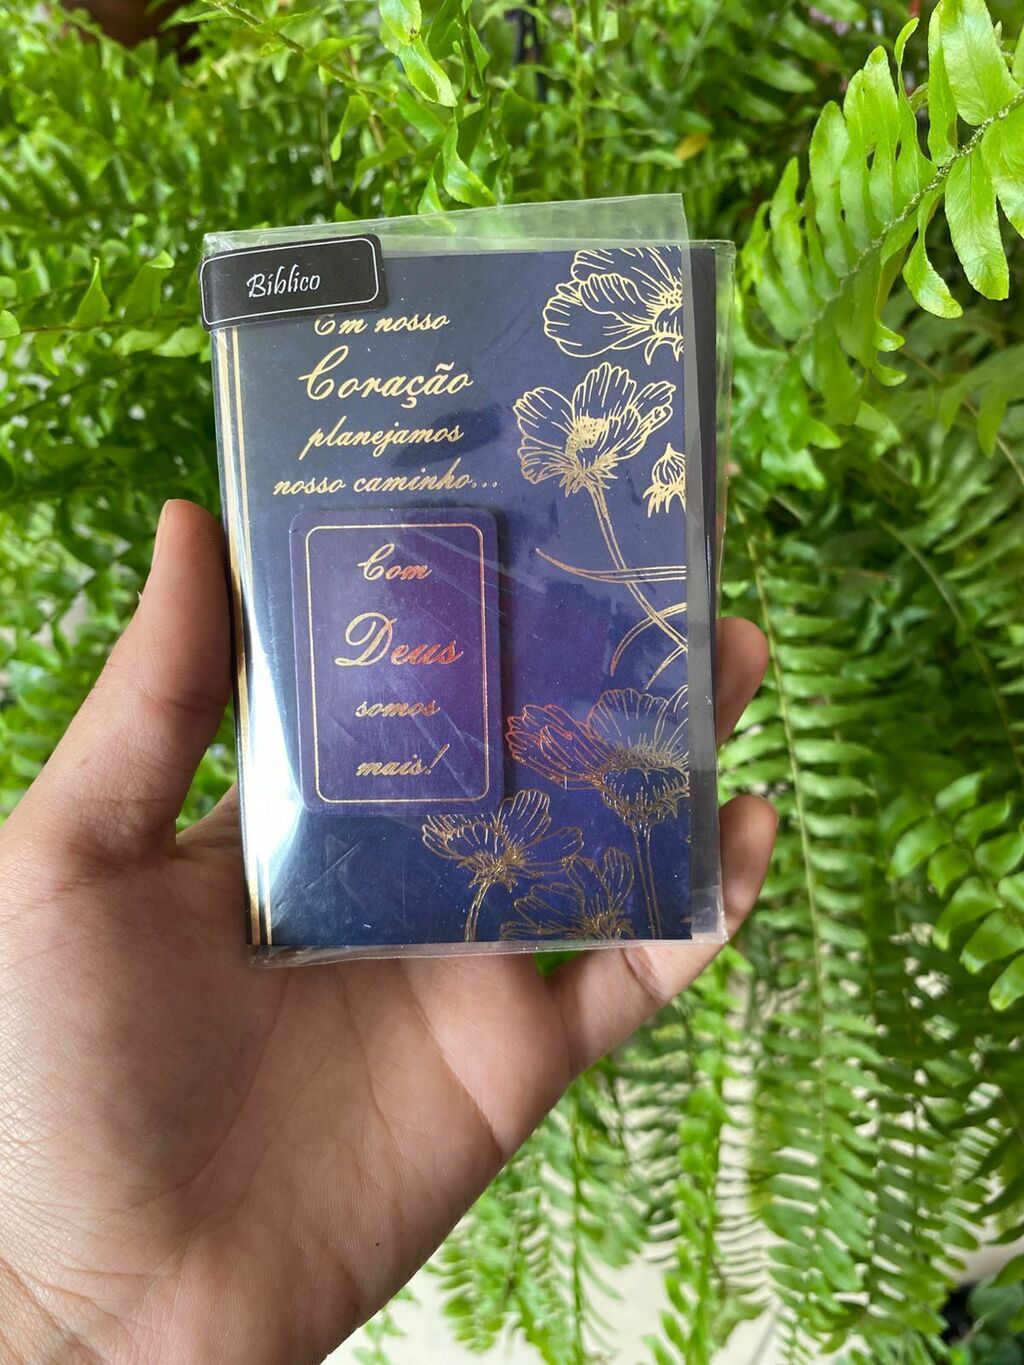 Bíblico
Em nosso
Coração
planejamos
nosso caminho...
Com
Deus
somos
mais!